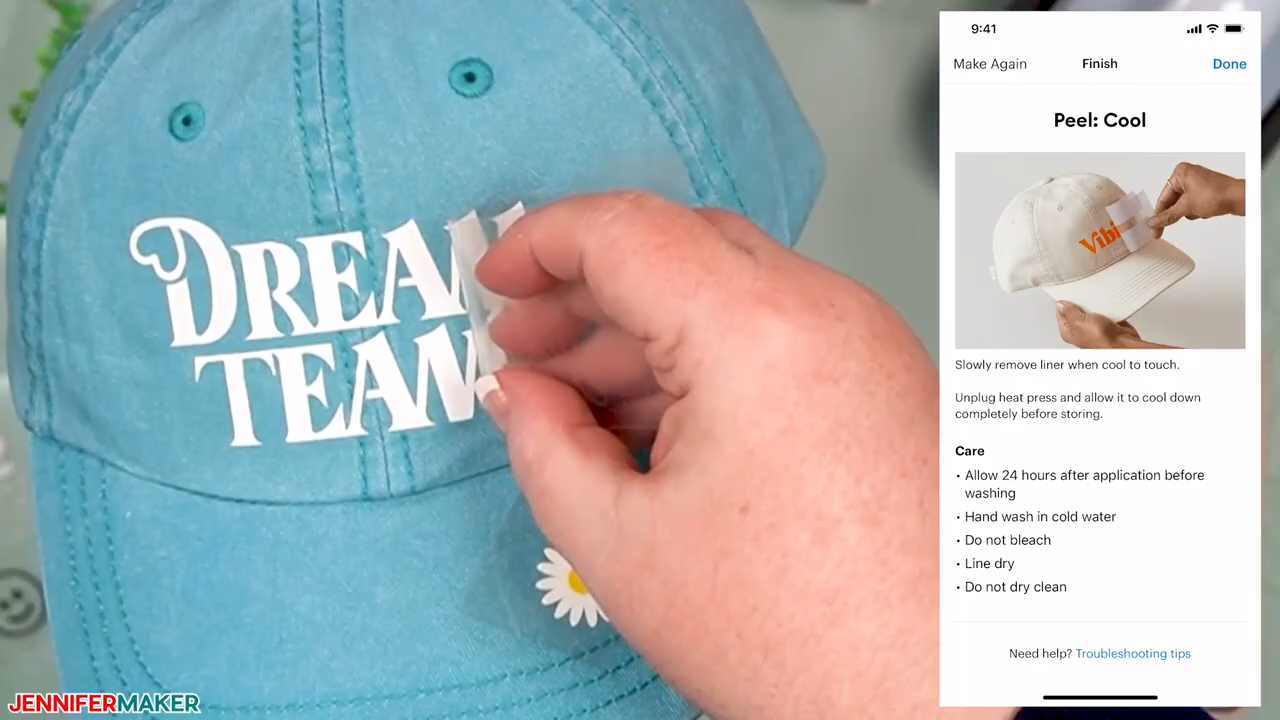 DREAM
TEAM
JENNIFERMAKER
9:41
Make Again
Finish
Done
Peel: Cool
Vibi
Slowly remove liner when cool to touch.
Unplug heat press and allow it to cool down
completely before storing.
Care
• Allow 24 hours after application before
washing
• Hand wash in cold water
• Do not bleach
• Line dry
• Do not dry clean
Need help? Troubleshooting tips